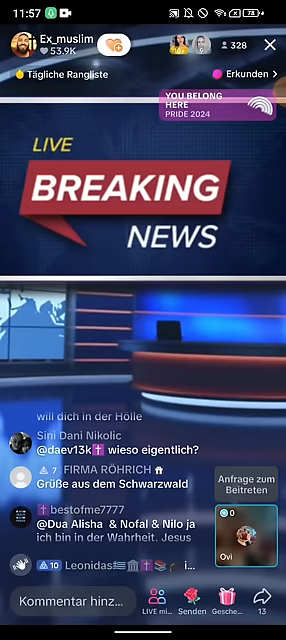 11:57
78
Ex_muslim
53.9K
328
Tägliche Rangliste
Erkunden >
YOU BELONG
HERE
PRIDE 2024
LIVE
BREAKING
NEWS
will dich in der Hölle
Sini Dani Nikolic
@daev13k✝️ wieso eigentlich?
7 FIRMA RÖHRICH
Grüße aus dem Schwarzwald
Anfrage zum
Beitreten
✝️bestofme7777
@Dua Alisha & Nofal & Nilo ja
ich bin in der Wahrheit. Jesus
0
Ovi
10 Leonidas🇬🇷🏛️✝️📚🎓 i...
Kommentar hinz...
LIVE mi...
Senden
Gesche...
13